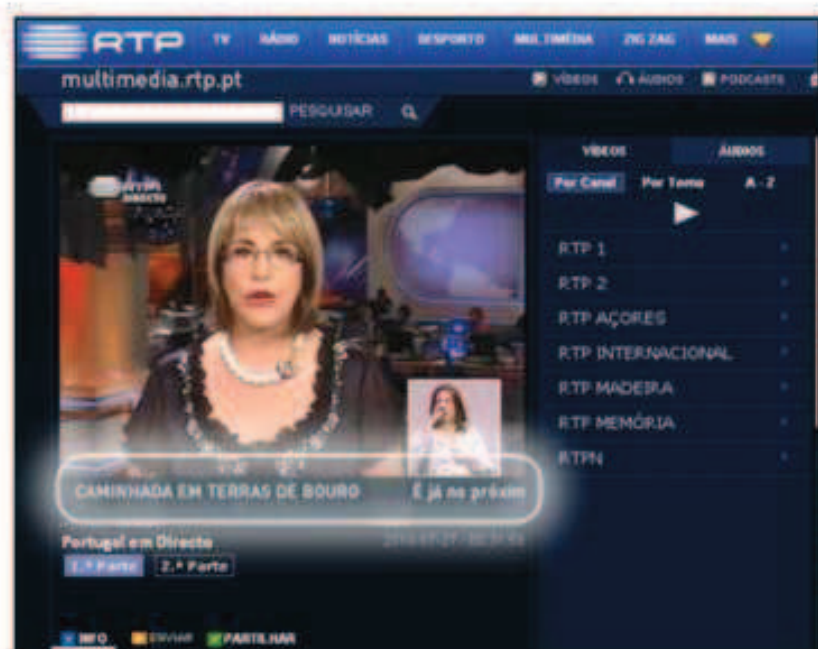 RTP TV RÁDIO NOTÍCIAS DESPORTO MULTIMÉDIA ZIG ZAG MAIS
multimedia.rtp.pt VÍDEOS ÁUDIOS PODCASTS
PESQUISAR
VÍDEOS ÁUDIOS
Por Canal Por Tema A - Z
DIRECTO
RTP 1
RTP 2
RTP AÇORES
RTP INTERNACIONAL
RTP MADEIRA
RTP MEMÓRIA
RTPN
CAMINHADA EM TERRAS DE BOURO É já no próxim
Portugal em Directo
1.ª Parte 2.ª Parte
INFO ENVIAR PARTILHAR